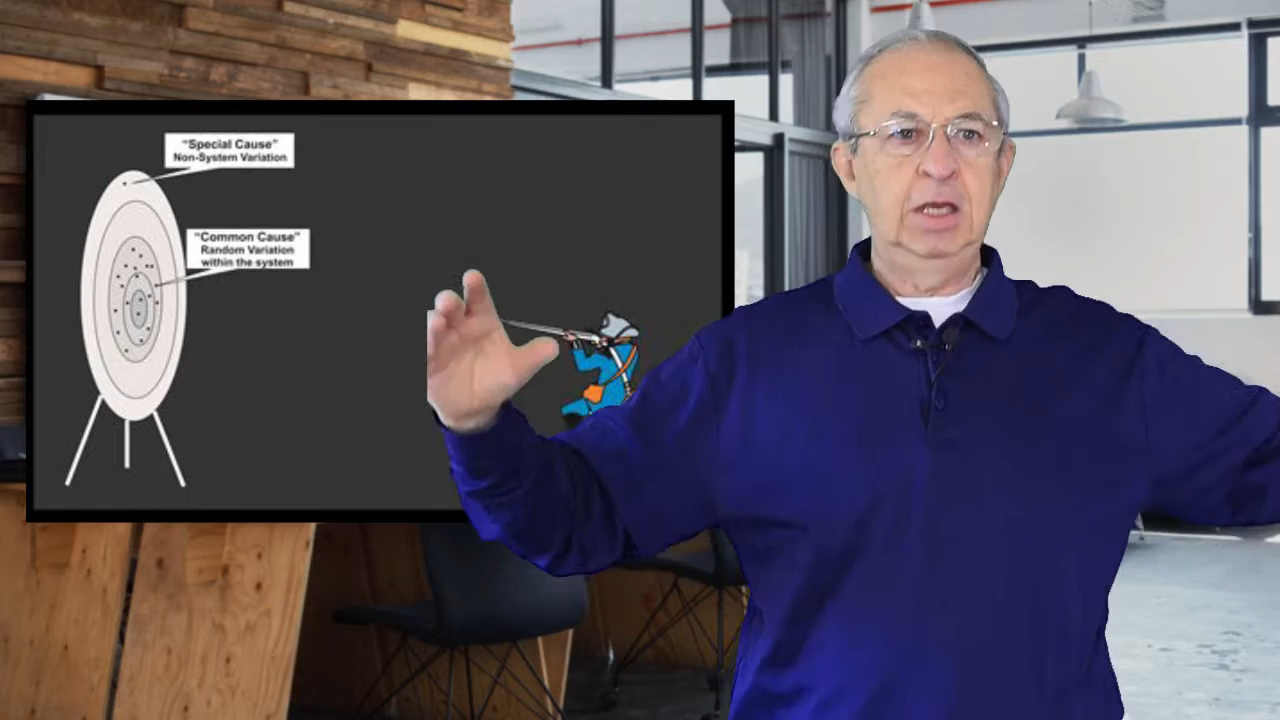 “Special Cause”
Non-System Variation
“Common Cause”
Random Variation
within the system